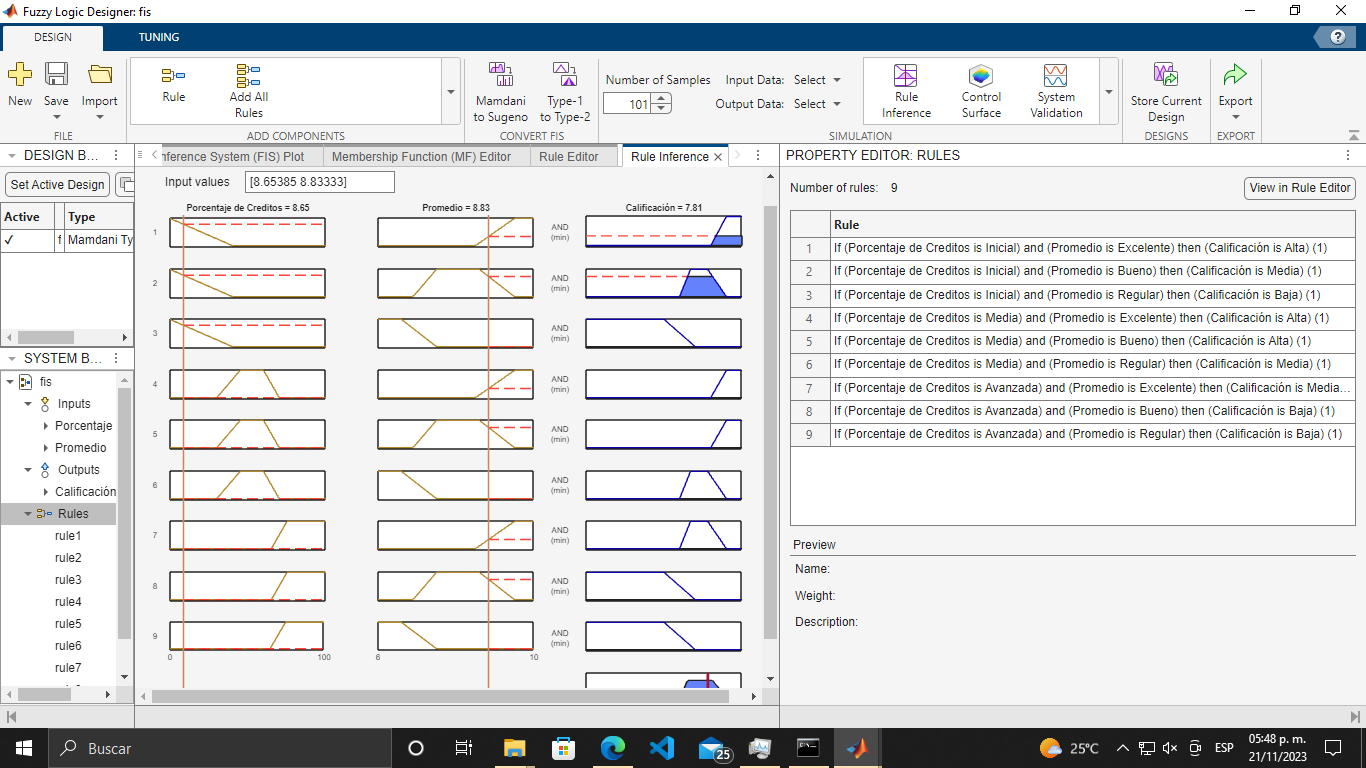 Fuzzy Logic Designer: fis
DESIGN
TUNING
New
Save
Import
FILE
Rule
Add All
Rules
ADD COMPONENTS
Mamdani
to Sugeno
Type-1
to Type-2
CONVERT FIS
Number of Samples
101
Input Data: Select
Output Data: Select
Rule
Inference
Control
Surface
System
Validation
SIMULATION
Store Current
Design
DESIGNS
Export
EXPORT
DESIGN B...
Set Active Design
Active
Type
f
Mamdani Ty
SYSTEM B...
fis
Inputs
Porcentaje
Promedio
Outputs
Calificación
Rules
rule1
rule2
rule3
rule4
rule5
rule6
rule7
nference System (FIS) Plot
Membership Function (MF) Editor
Rule Editor
Rule Inference
Input values [8.65385 8.83333]
Porcentaje de Creditos = 8.65
Promedio = 8.83
Calificación = 7.81
1
AND
(min)
2
AND
(min)
3
AND
(min)
4
AND
(min)
5
AND
(min)
6
AND
(min)
7
AND
(min)
8
AND
(min)
9
AND
(min)
0
100
6
10
PROPERTY EDITOR: RULES
Number of rules: 9
View in Rule Editor
Rule
1 If (Porcentaje de Creditos is Inicial) and (Promedio is Excelente) then (Calificación is Alta) (1)
2 If (Porcentaje de Creditos is Inicial) and (Promedio is Bueno) then (Calificación is Media) (1)
3 If (Porcentaje de Creditos is Inicial) and (Promedio is Regular) then (Calificación is Baja) (1)
4 If (Porcentaje de Creditos is Media) and (Promedio is Excelente) then (Calificación is Alta) (1)
5 If (Porcentaje de Creditos is Media) and (Promedio is Bueno) then (Calificación is Alta) (1)
6 If (Porcentaje de Creditos is Media) and (Promedio is Regular) then (Calificación is Media) (1)
7 If (Porcentaje de Creditos is Avanzada) and (Promedio is Excelente) then (Calificación is Media...
8 If (Porcentaje de Creditos is Avanzada) and (Promedio is Bueno) then (Calificación is Baja) (1)
9 If (Porcentaje de Creditos is Avanzada) and (Promedio is Regular) then (Calificación is Baja) (1)
Preview
Name:
Weight:
Description:
Buscar
25
25°C
ESP
05:48 p. m.
21/11/2023